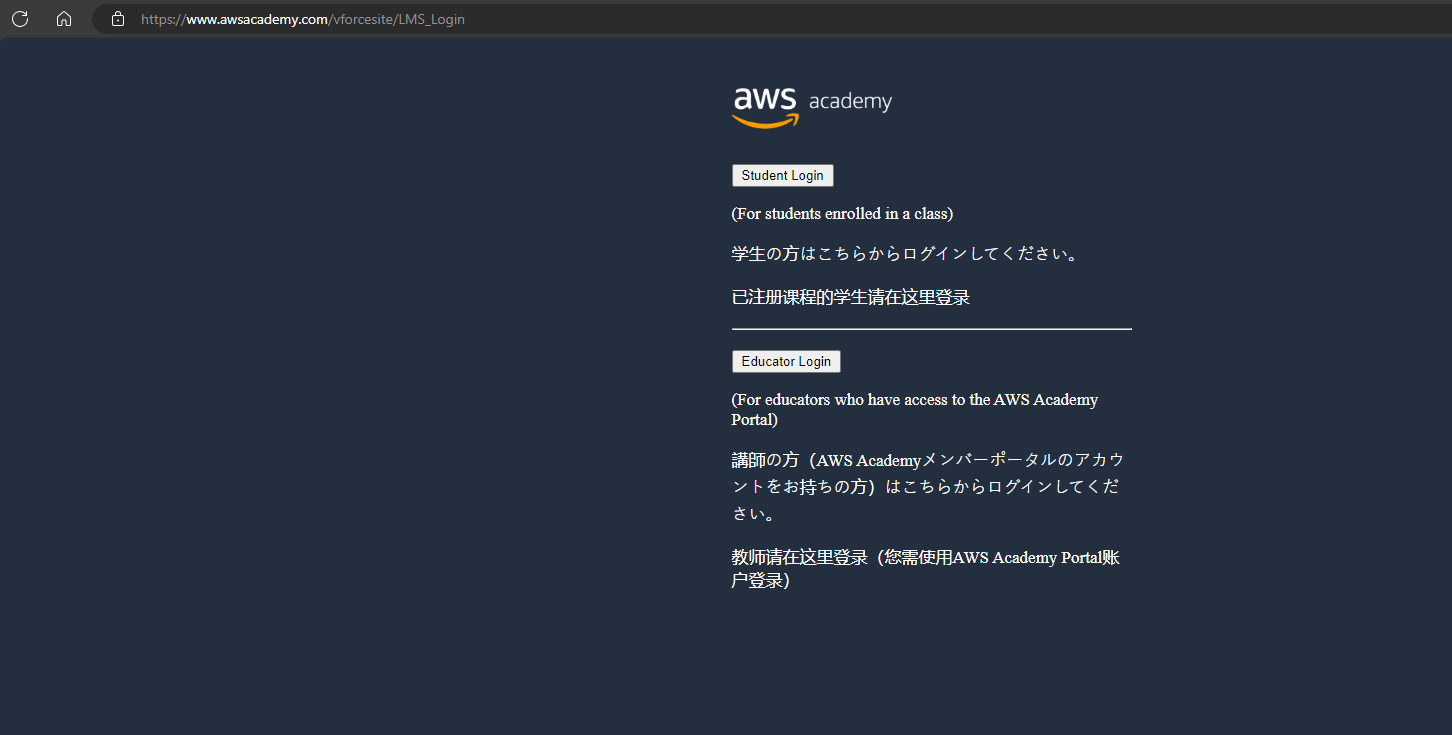 https://www.awsacademy.com/vforcesite/LMS_Login
aws academy
Student Login
(For students enrolled in a class)
学生の方はこちらからログインしてください。
已注册课程的学生请在这里登录
Educator Login
(For educators who have access to the AWS Academy
Portal)
講師の方（AWS Academyメンバーポータルのアカウ
ントをお持ちの方）はこちらからログインしてくだ
さい。
教师请在这里登录（您需使用AWS Academy Portal账
户登录）